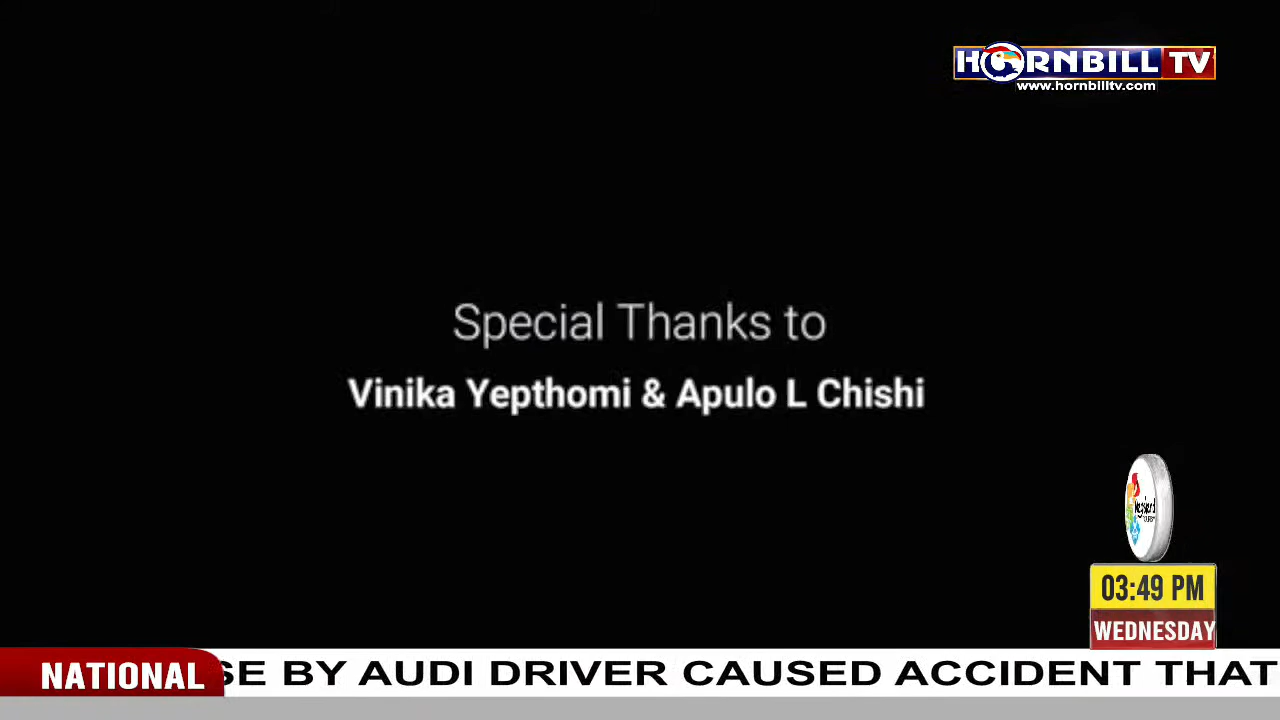 HORNBILL TV
www.hornbilltv.com
Special Thanks to
Vinika Yepthomi & Apulo L Chishi
03:49 PM
WEDNESDAY
NATIONAL
SE BY AUDI DRIVER CAUSED ACCIDENT THAT